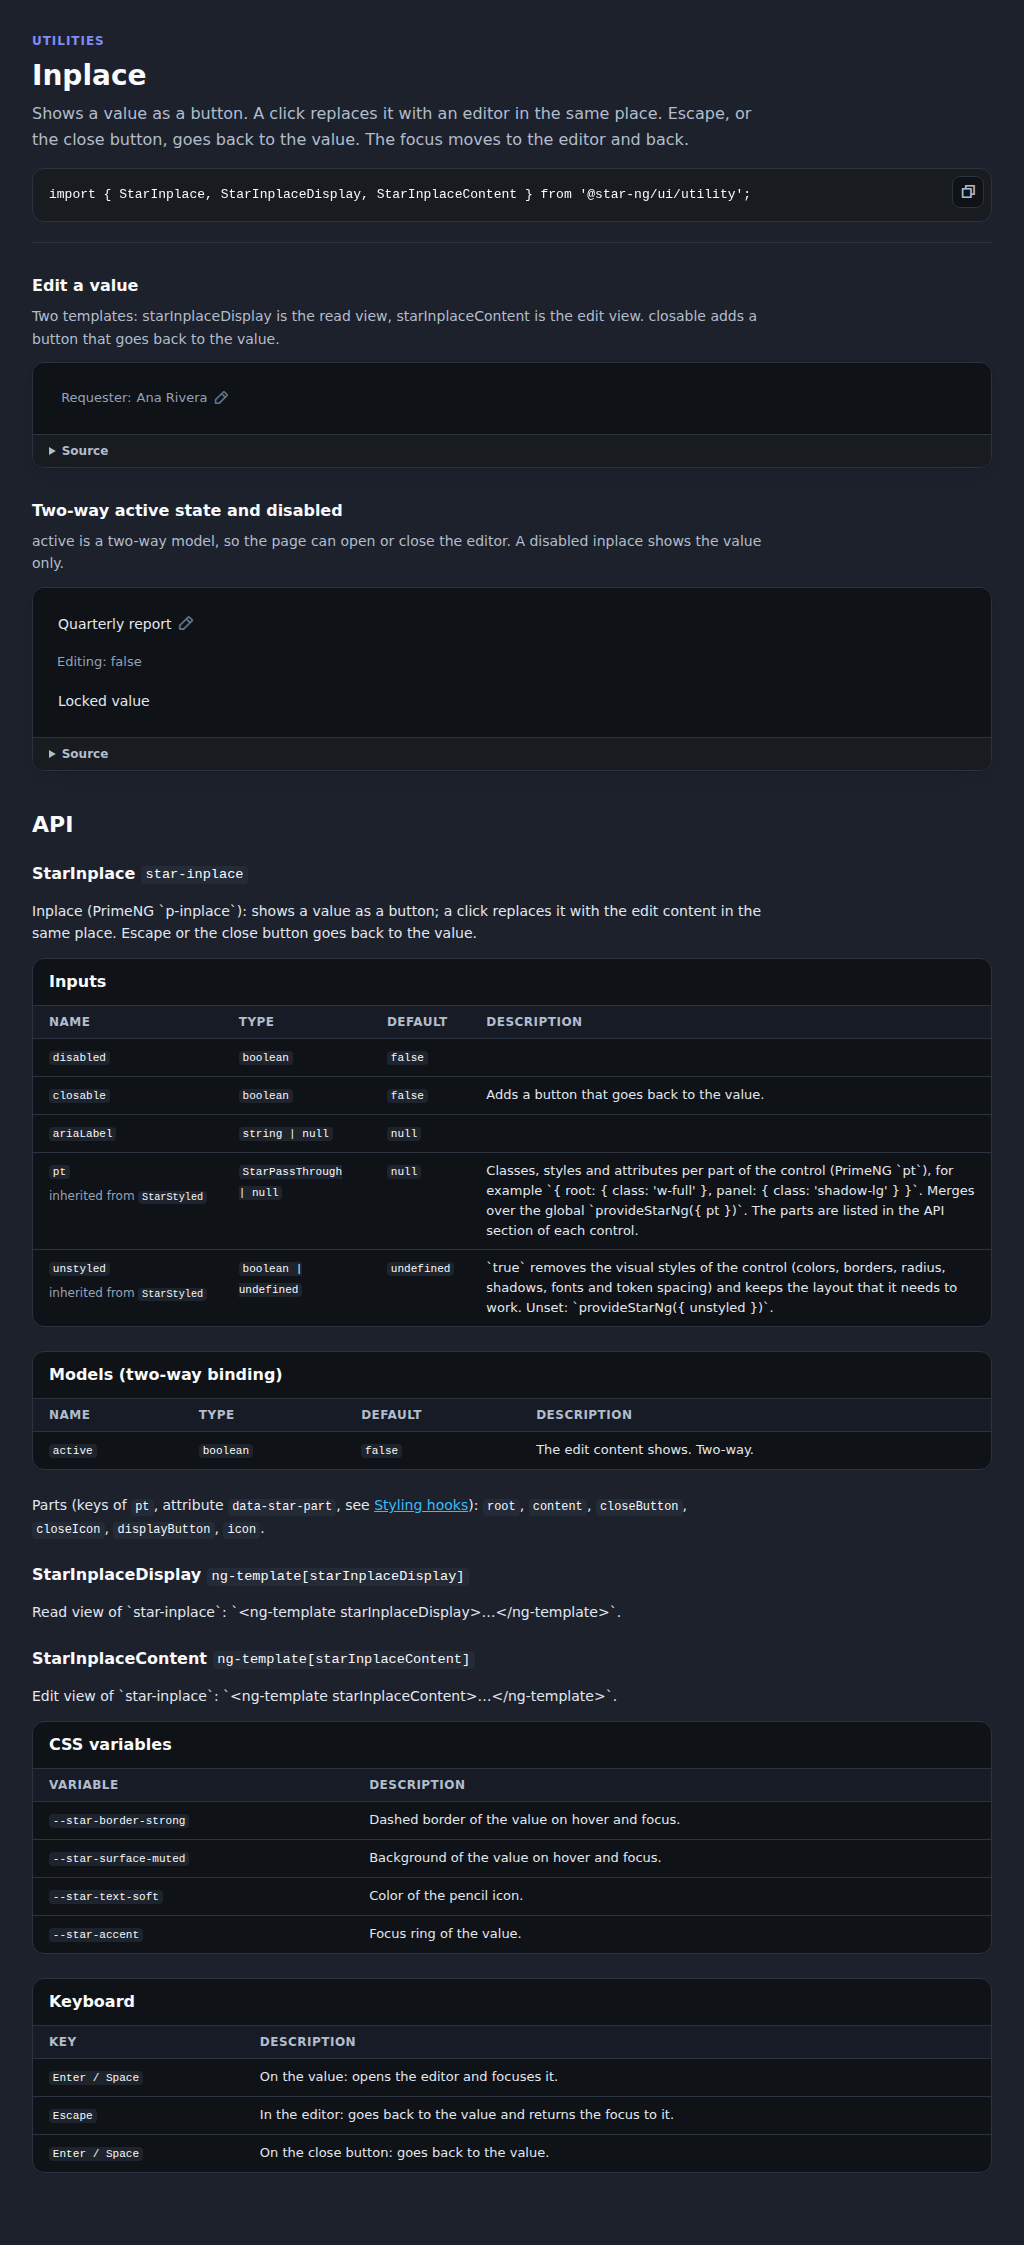 UTILITIES
Inplace
Shows a value as a button. A click replaces it with an editor in the same place. Escape, or
the close button, goes back to the value. The focus moves to the editor and back.
import { StarInplace, StarInplaceDisplay, StarInplaceContent } from '@star-ng/ui/utility';
Edit a value
Two templates: starInplaceDisplay is the read view, starInplaceContent is the edit view. closable adds a
button that goes back to the value.
Requester: Ana Rivera
Source
Two-way active state and disabled
active is a two-way model, so the page can open or close the editor. A disabled inplace shows the value
only.
Quarterly report
Editing: false
Locked value
Source
API
StarInplace star-inplace
Inplace (PrimeNG `p-inplace`): shows a value as a button; a click replaces it with the edit content in the
same place. Escape or the close button goes back to the value.
Inputs
NAME TYPE DEFAULT DESCRIPTION
disabled boolean false
closable boolean false Adds a button that goes back to the value.
ariaLabel string | null null
pt StarPassThrough null Classes, styles and attributes per part of the control (PrimeNG `pt`), for
inherited from StarStyled | null example `{ root: { class: 'w-full' }, panel: { class: 'shadow-lg' } }`. Merges
over the global `provideStarNg({ pt })`. The parts are listed in the API
section of each control.
unstyled boolean | undefined `true` removes the visual styles of the control (colors, borders, radius,
inherited from StarStyled undefined shadows, fonts and token spacing) and keeps the layout that it needs to
work. Unset: `provideStarNg({ unstyled })`.
Models (two-way binding)
NAME TYPE DEFAULT DESCRIPTION
active boolean false The edit content shows. Two-way.
Parts (keys of pt, attribute data-star-part, see Styling hooks): root, content, closeButton,
closeIcon, displayButton, icon.
StarInplaceDisplay ng-template[starInplaceDisplay]
Read view of `star-inplace`: `<ng-template starInplaceDisplay>…</ng-template>`.
StarInplaceContent ng-template[starInplaceContent]
Edit view of `star-inplace`: `<ng-template starInplaceContent>…</ng-template>`.
CSS variables
VARIABLE DESCRIPTION
--star-border-strong Dashed border of the value on hover and focus.
--star-surface-muted Background of the value on hover and focus.
--star-text-soft Color of the pencil icon.
--star-accent Focus ring of the value.
Keyboard
KEY DESCRIPTION
Enter / Space On the value: opens the editor and focuses it.
Escape In the editor: goes back to the value and returns the focus to it.
Enter / Space On the close button: goes back to the value.